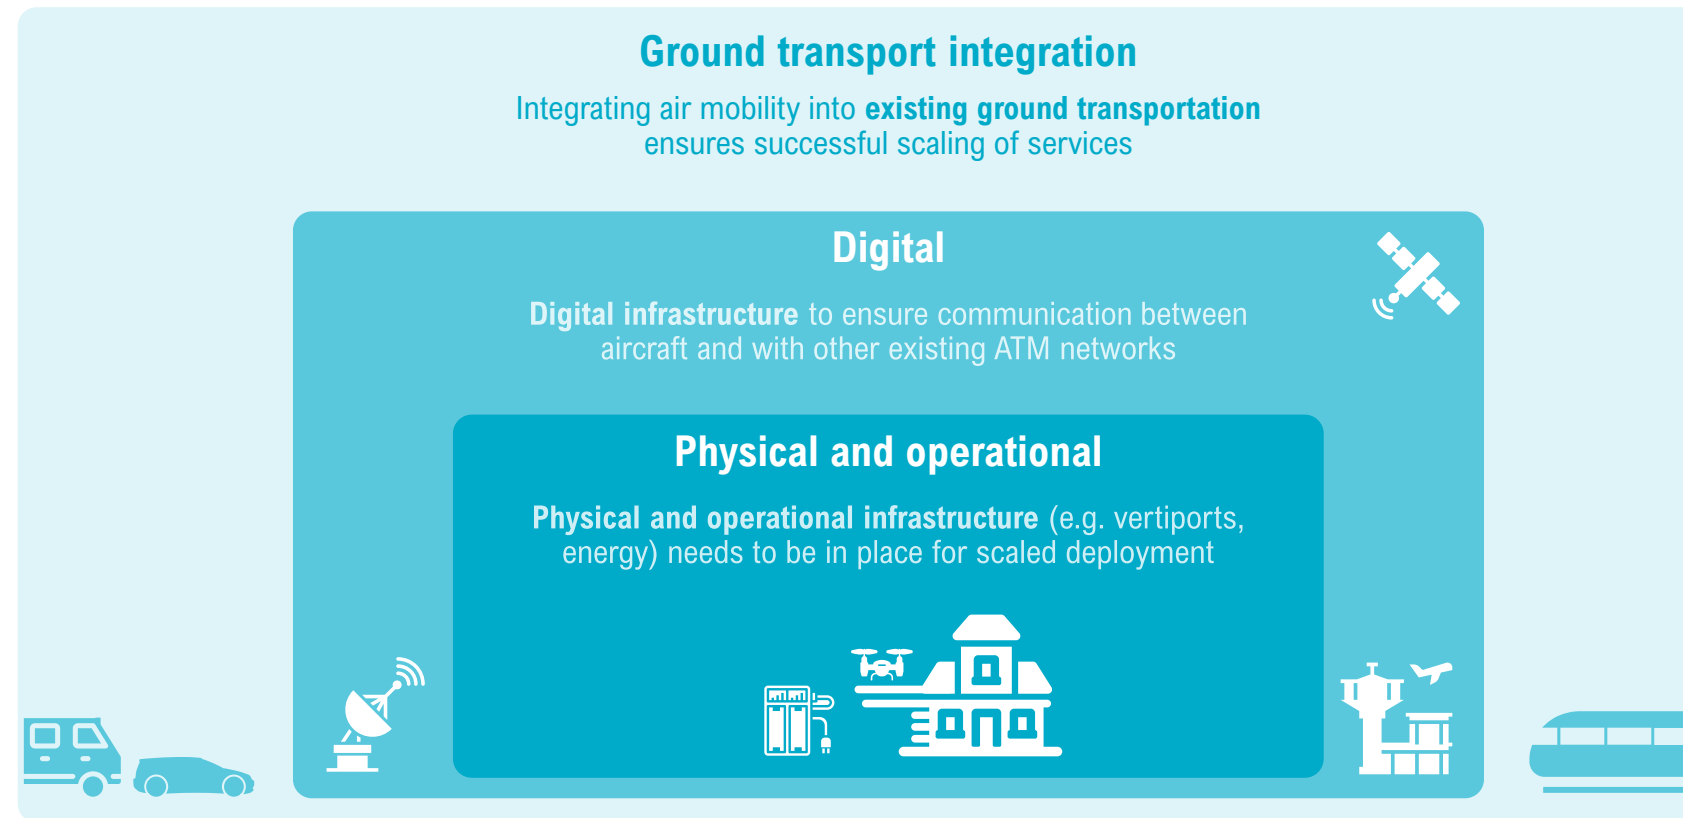 Ground transport integration
Integrating air mobility into existing ground transportation
ensures successful scaling of services
Digital
Digital infrastructure to ensure communication between
aircraft and with other existing ATM networks
Physical and operational
Physical and operational infrastructure (e.g. vertiports,
energy) needs to be in place for scaled deployment